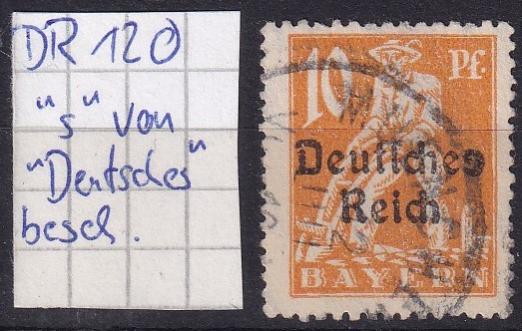 DR 120
"s" von
"Deutsches"
besch.
10 Pf.
Deutſches
Reich
BAYERN